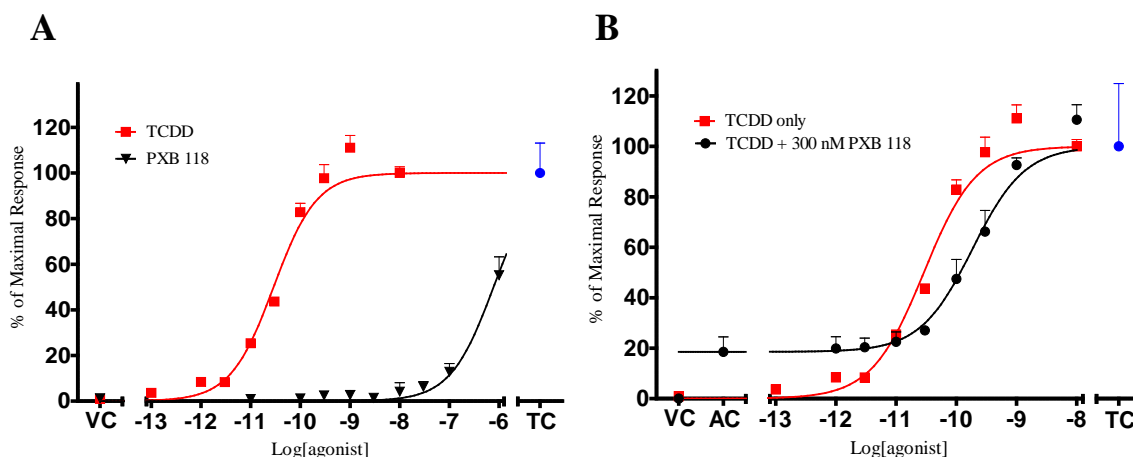 A
B
% of Maximal Response
120
100
80
60
40
20
0
TCDD
PXB 118
VC -13 -12 -11 -10 -9 -8 -7 -6 TC
Log[agonist]
% of Maximal Response
120
100
80
60
40
20
0
TCDD only
TCDD + 300 nM PXB 118
VC AC -13 -12 -11 -10 -9 -8 TC
Log[agonist]